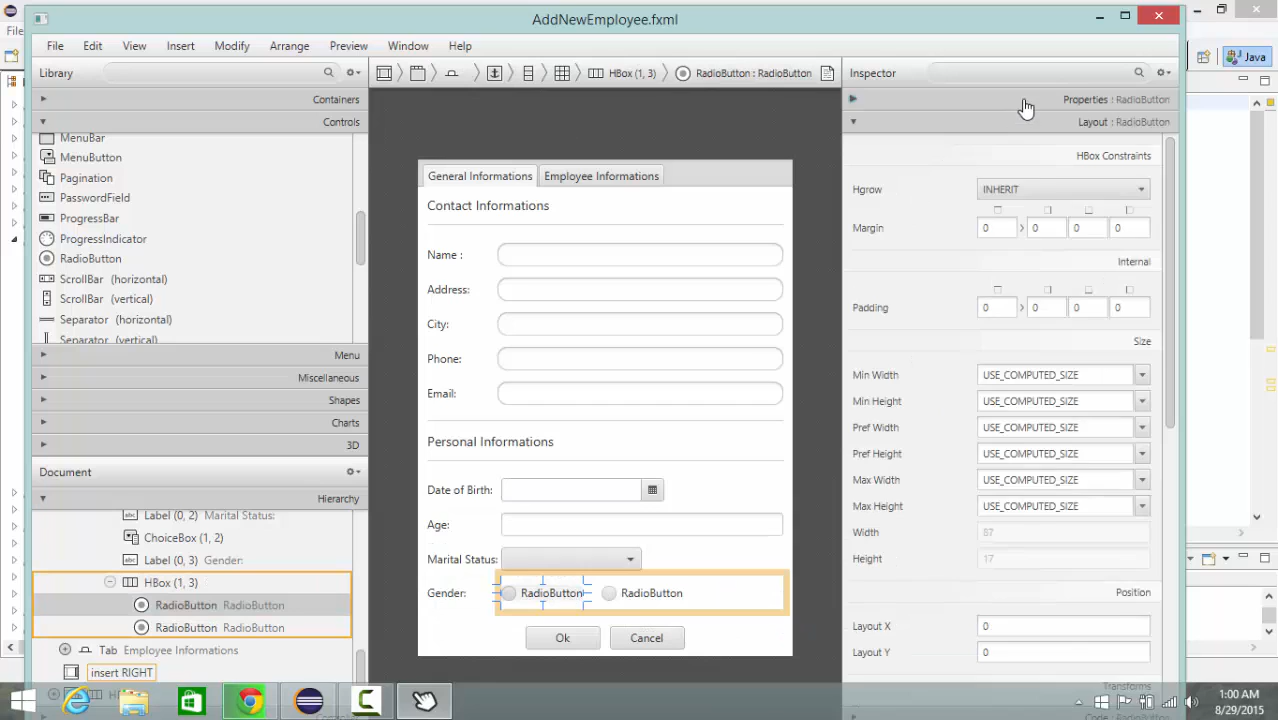 AddNewEmployee.fxml
File
File Edit View Insert Modify Arrange Preview Window Help
Java
Library
HBox (1, 3) RadioButton : RadioButton
Inspector
Containers
Controls
MenuBar
MenuButton
Pagination
PasswordField
ProgressBar
ProgressIndicator
RadioButton
ScrollBar (horizontal)
ScrollBar (vertical)
Separator (horizontal)
Separator (vertical)
Menu
Miscellaneous
Shapes
Charts
3D
Document
Hierarchy
abc Label (0, 2) Marital Status:
ChoiceBox (1, 2)
abc Label (0, 3) Gender:
HBox (1, 3)
RadioButton RadioButton
RadioButton RadioButton
Tab Employee Informations
insert RIGHT
General Informations Employee Informations
Contact Informations
Name :
Address:
City:
Phone:
Email:
Personal Informations
Date of Birth:
Age:
Marital Status:
Gender: RadioButton RadioButton
Ok Cancel
Properties : RadioButton
Layout : RadioButton
HBox Constraints
Hgrow INHERIT
Margin 0 0 0 0
Internal
Padding 0 0 0 0
Size
Min Width USE_COMPUTED_SIZE
Min Height USE_COMPUTED_SIZE
Pref Width USE_COMPUTED_SIZE
Pref Height USE_COMPUTED_SIZE
Max Width USE_COMPUTED_SIZE
Max Height USE_COMPUTED_SIZE
Width 87
Height 17
Position
Layout X 0
Layout Y 0
Transforms
1:00 AM
8/29/2015